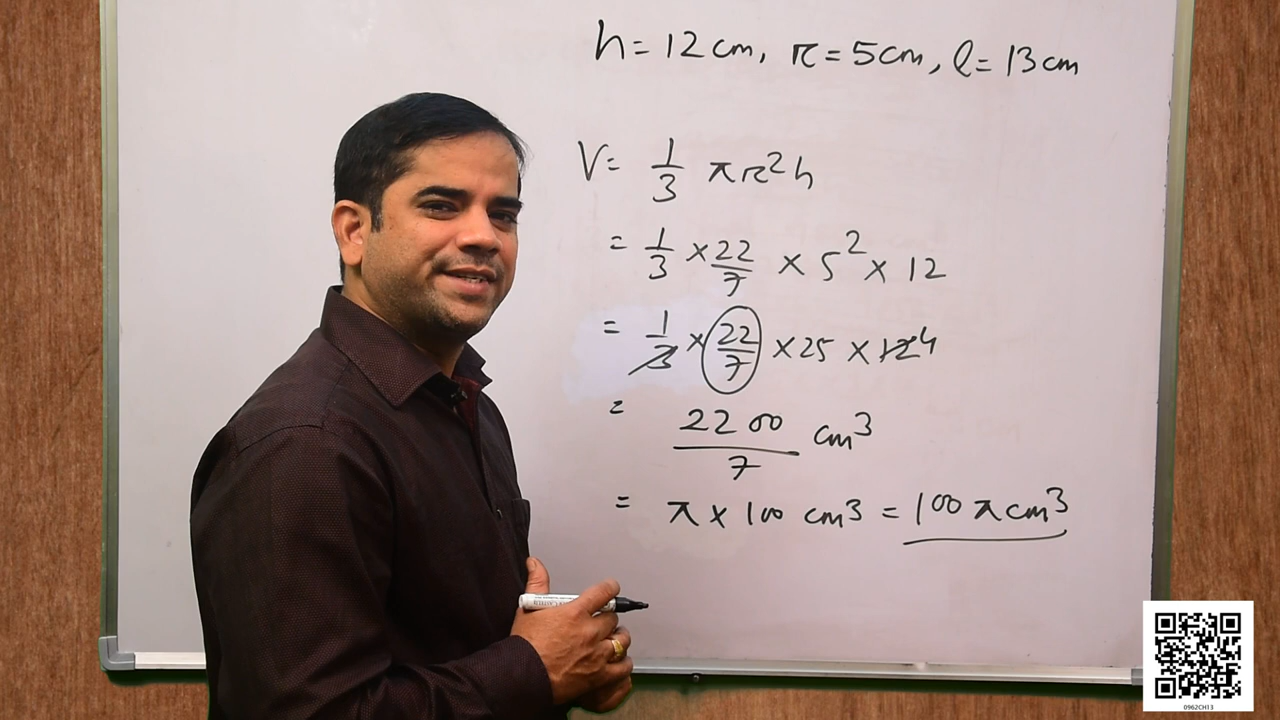 h = 12 cm, r = 5 cm, l = 13 cm
V = 1/3 πr²h
= 1/3 × 22/7 × 5² × 12
= 1/3 × 22/7 × 25 × 12 4
= 2200/7 cm³
= π × 100 cm³ = 100 π cm³
0962CH13